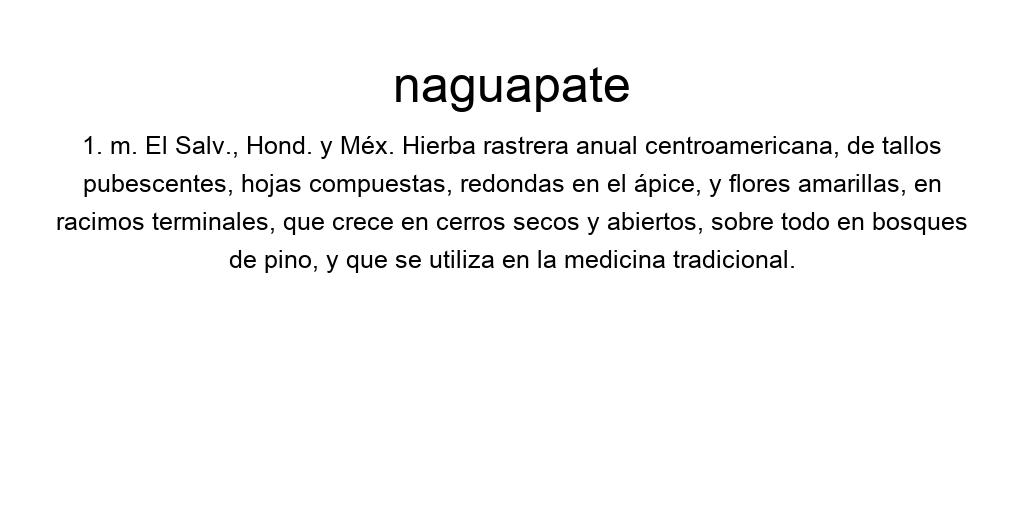 naguapate
1. m. El Salv., Hond. y Méx. Hierba rastrera anual centroamericana, de tallos
pubescentes, hojas compuestas, redondas en el ápice, y flores amarillas, en
racimos terminales, que crece en cerros secos y abiertos, sobre todo en bosques
de pino, y que se utiliza en la medicina tradicional.